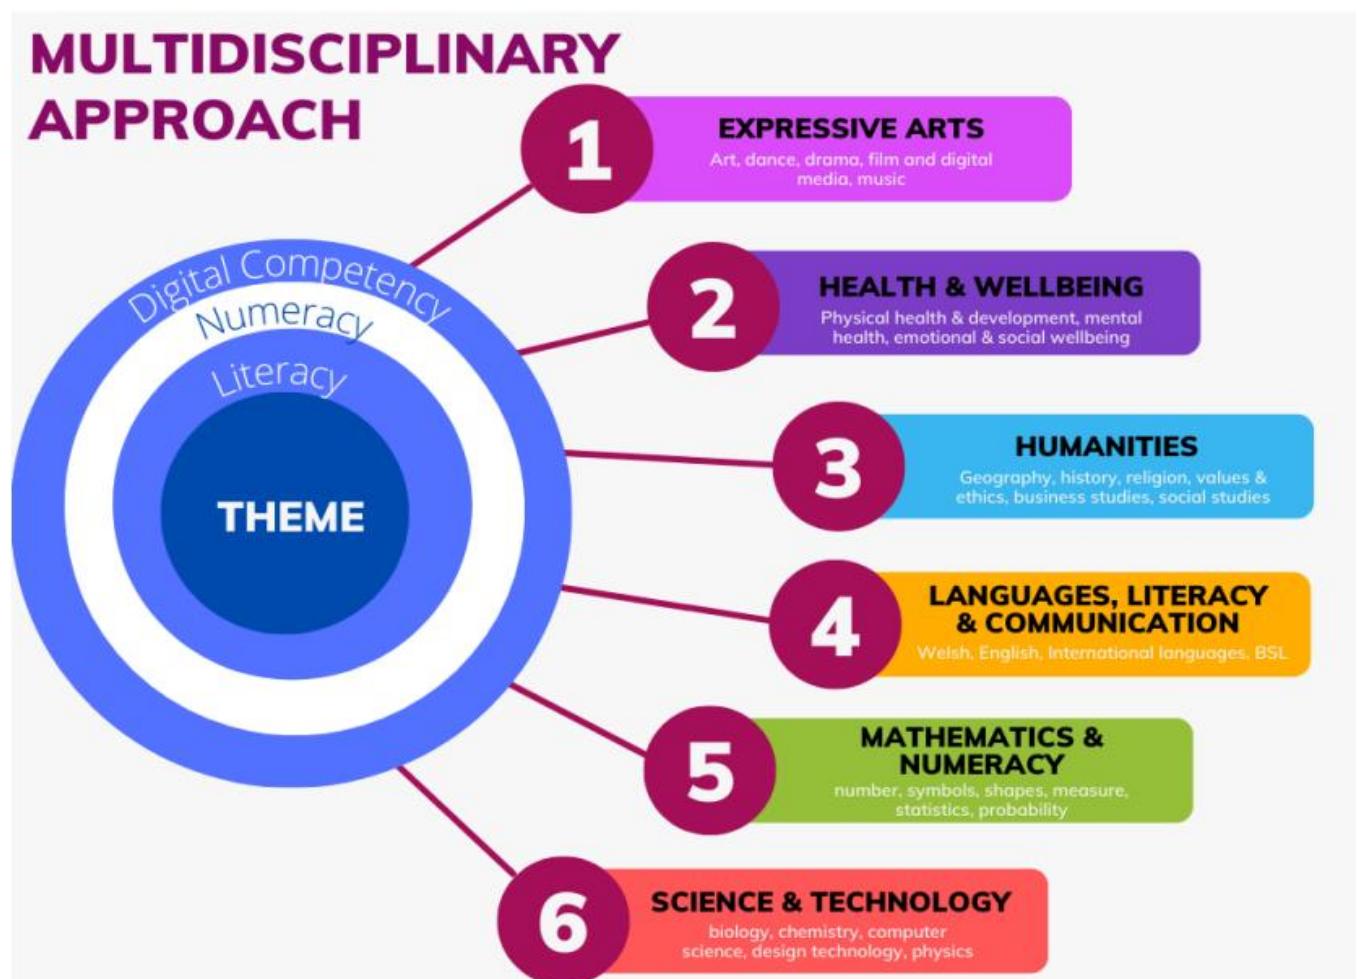 MULTIDISCIPLINARY
APPROACH
1
EXPRESSIVE ARTS
Art, dance, drama, film and digital
media, music
2
HEALTH & WELLBEING
Physical health & development, mental
health, emotional & social wellbeing
3
HUMANITIES
Geography, history, religion, values &
ethics, business studies, social studies
4
LANGUAGES, LITERACY
& COMMUNICATION
Welsh, English, International languages, BSL
5
MATHEMATICS &
NUMERACY
number, symbols, shapes, measure,
statistics, probability
6
SCIENCE & TECHNOLOGY
biology, chemistry, computer
science, design technology, physics
Digital Competency
Numeracy
Literacy
THEME